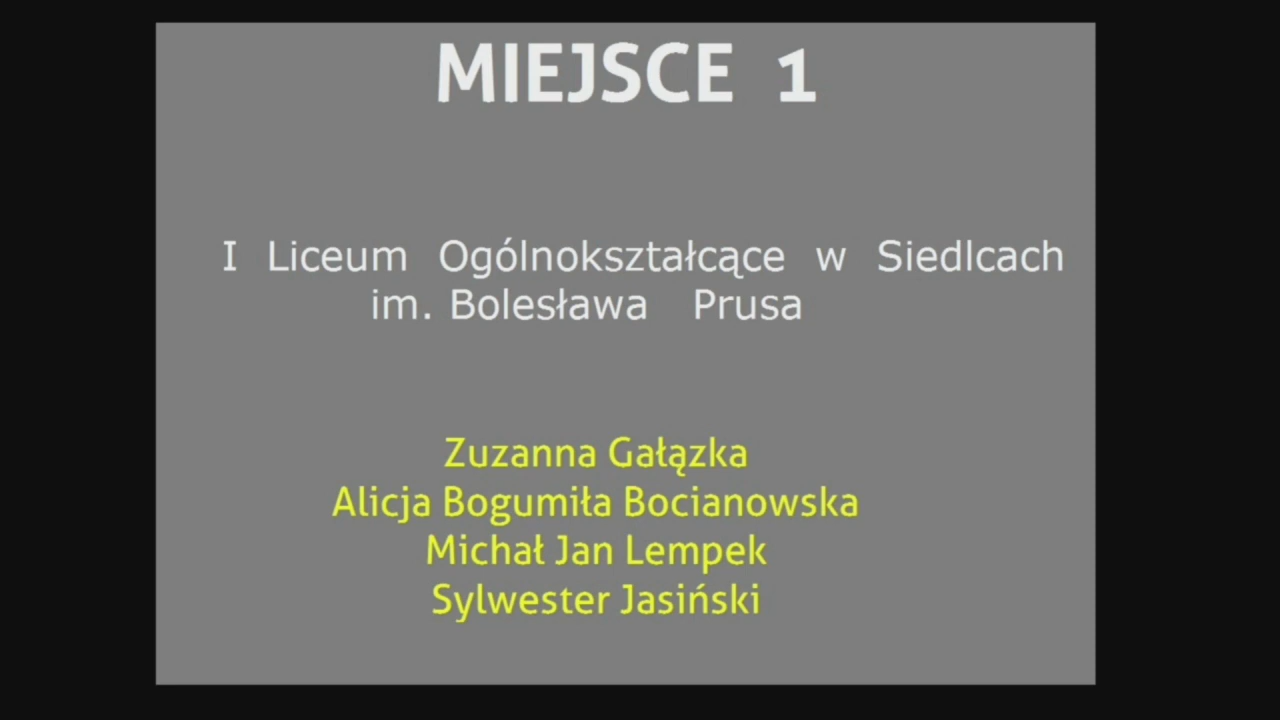 MIEJSCE 1
I Liceum Ogólnokształcące w Siedlcach
im. Bolesława Prusa
Zuzanna Gałązka
Alicja Bogumiła Bocianowska
Michał Jan Lempek
Sylwester Jasiński